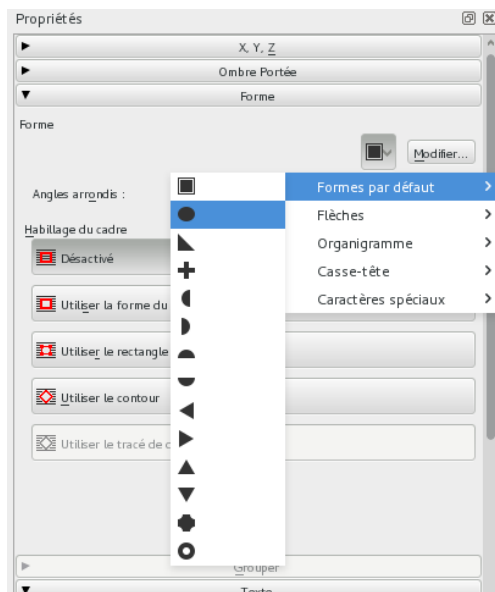 Propriétés
X, Y, Z
Ombre Portée
Forme
Forme
Modifier...
Formes par défaut
Angles arrondis :
Flèches
Habillage du cadre
Organigramme
Désactivé
Casse-tête
Utiliser la forme du
Caractères spéciaux
Utiliser le rectangle
Utiliser le contour
Utiliser le tracé de
Grouper
Texte